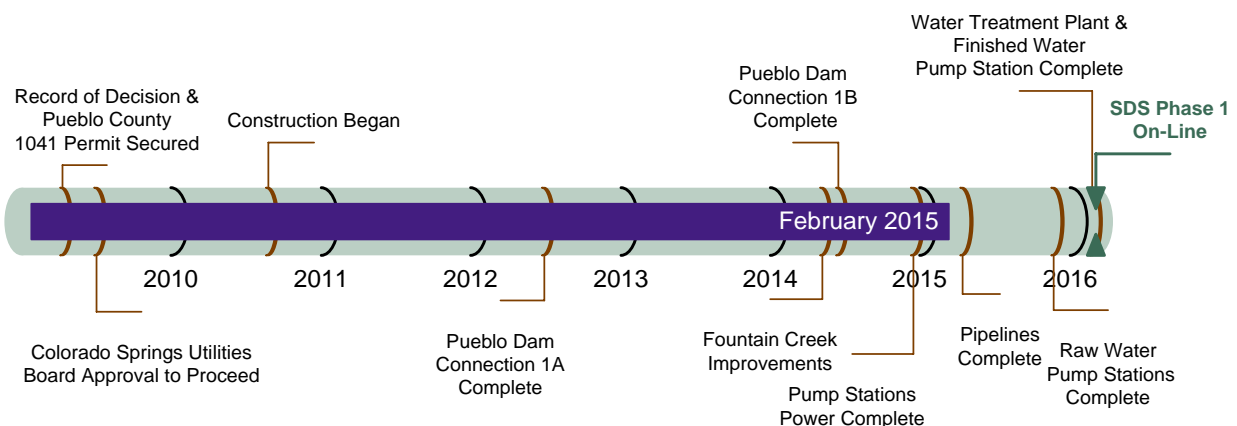 Water Treatment Plant &
Finished Water
Pump Station Complete
Pueblo Dam
Connection 1B
Complete
Record of Decision &
Pueblo County
1041 Permit Secured
Construction Began
SDS Phase 1
On-Line
February 2015
2010
2011
2012
2013
2014
2015
2016
Colorado Springs Utilities
Board Approval to Proceed
Pueblo Dam
Connection 1A
Complete
Fountain Creek
Improvements
Pump Stations
Power Complete
Pipelines
Complete
Raw Water
Pump Stations
Complete